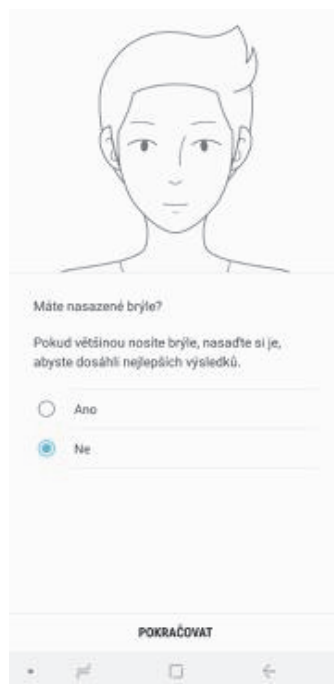 Máte nasazené brýle?
Pokud většinou nosíte brýle, nasaďte si je,
abyste dosáhli nejlepších výsledků.
Ano
Ne
POKRAČOVAT